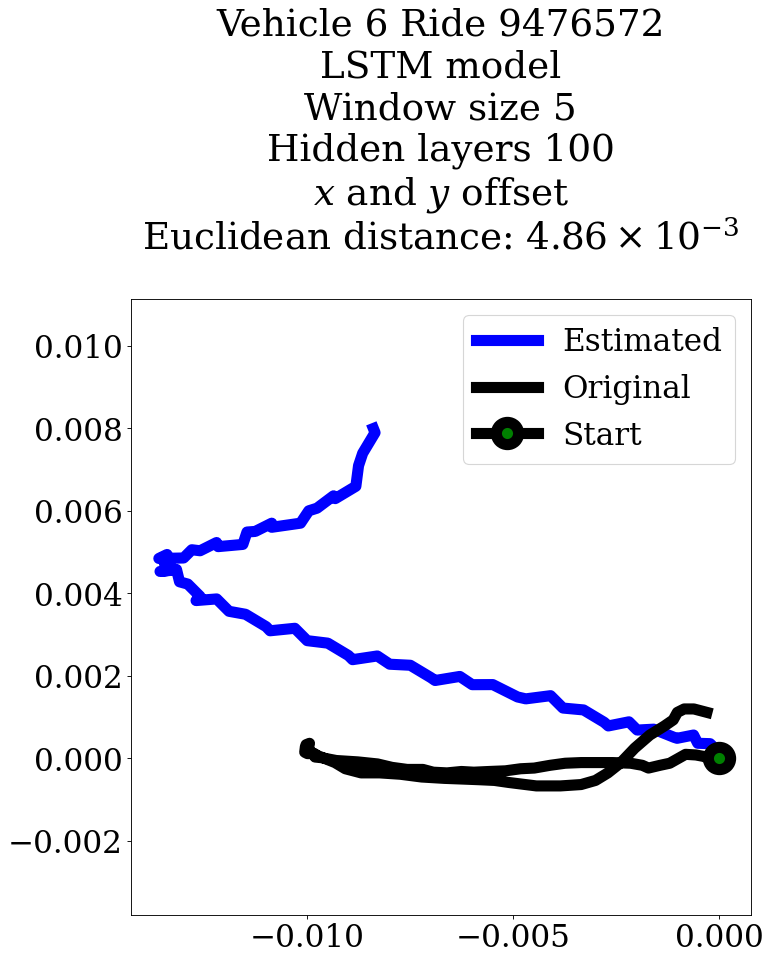 Vehicle 6 Ride 9476572
LSTM model
Window size 5
Hidden layers 100
x and y offset
Euclidean distance: 4.86 × 10⁻³
Estimated
Original
Start
0.010
0.008
0.006
0.004
0.002
0.000
−0.002
−0.010
−0.005
0.000